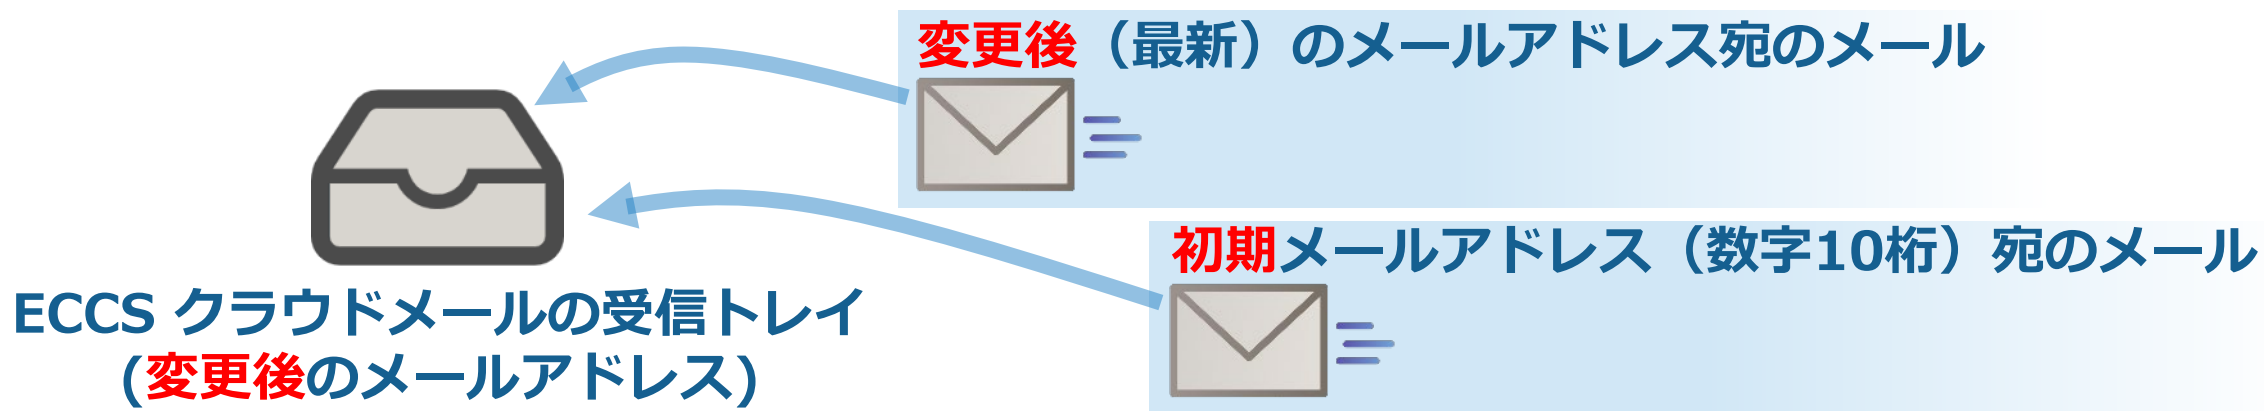 変更後（最新）のメールアドレス宛のメール
初期メールアドレス（数字10桁）宛のメール
ECCS クラウドメールの受信トレイ
(変更後のメールアドレス)